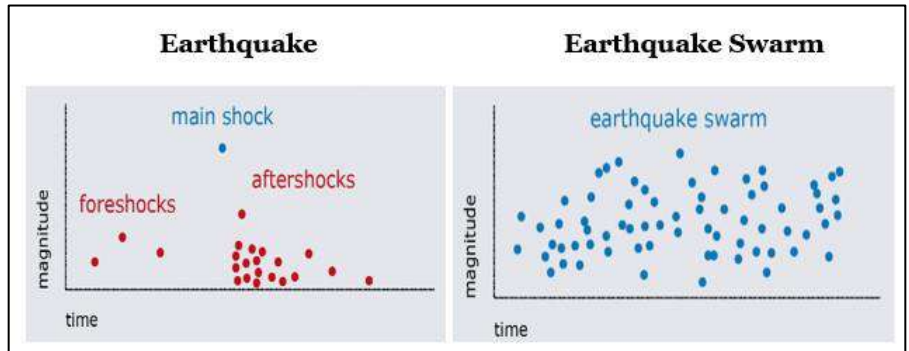 Earthquake
main shock
aftershocks
foreshocks
magnitude
time
Earthquake Swarm
earthquake swarm
magnitude
time